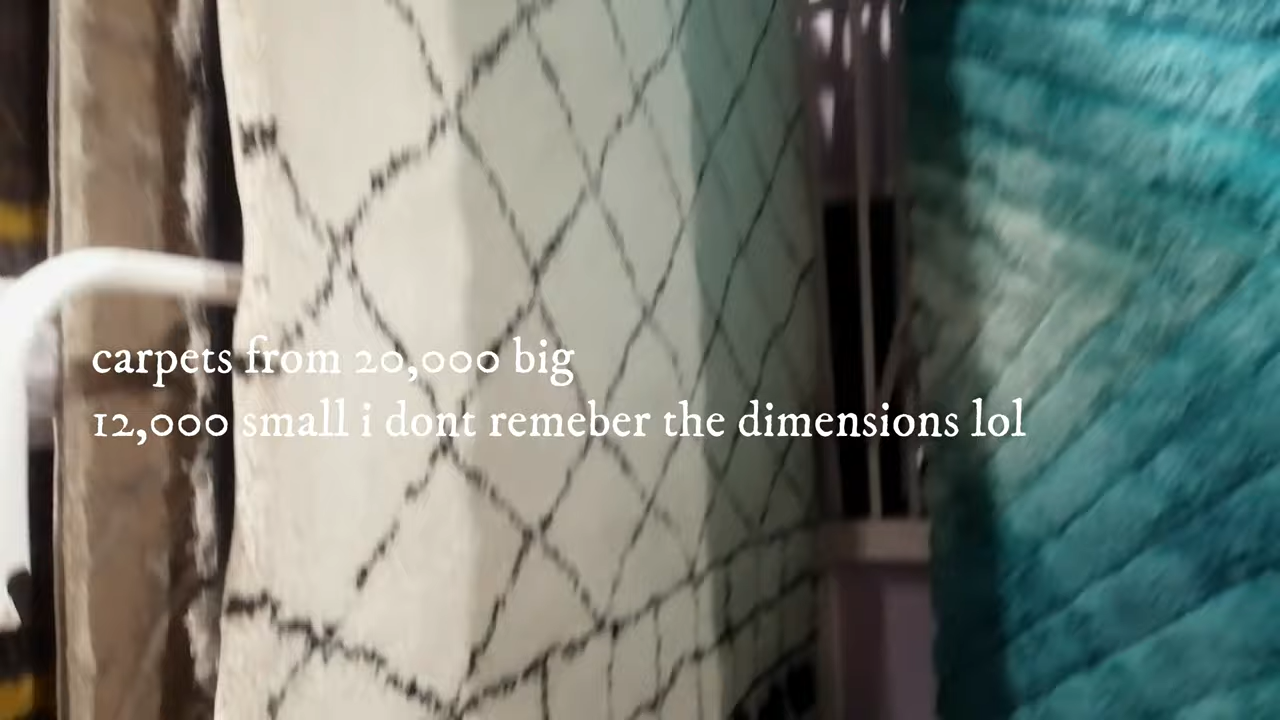 carpets from 20,000 big
12,000 small i dont remeber the dimensions lol